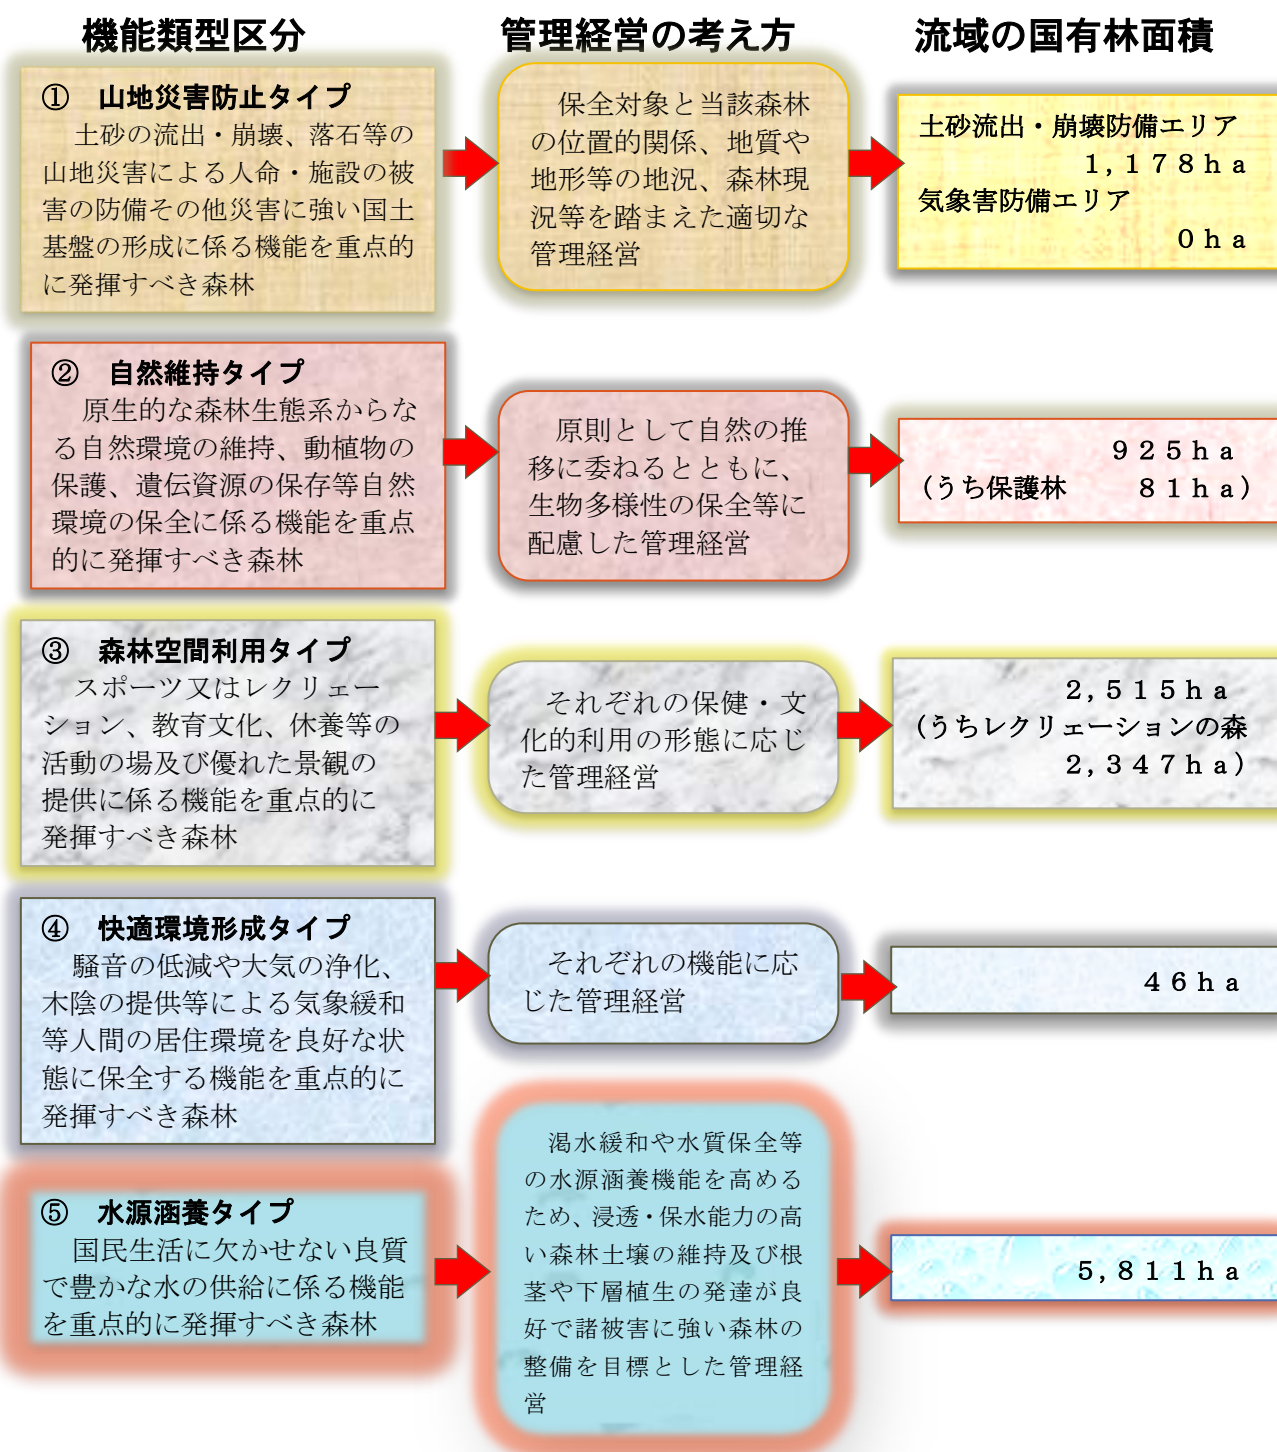 機能類型区分
管理経営の考え方
流域の国有林面積
① 山地災害防止タイプ
土砂の流出・崩壊、落石等の
山地災害による人命・施設の被
害の防備その他災害に強い国土
基盤の形成に係る機能を重点的
に発揮すべき森林
保全対象と当該森林
の位置的関係、地質や
地形等の地況、森林現
況等を踏まえた適切な
管理経営
土砂流出・崩壊防備エリア
1,178ha
気象害防備エリア
0ha
② 自然維持タイプ
原生的な森林生態系からな
る自然環境の維持、動植物の
保護、遺伝資源の保存等自然
環境の保全に係る機能を重点
的に発揮すべき森林
原則として自然の推
移に委ねるとともに、
生物多様性の保全等に
配慮した管理経営
925ha
(うち保護林 81ha)
③ 森林空間利用タイプ
スポーツ又はレクリェー
ション、教育文化、休養等の
活動の場及び優れた景観の
提供に係る機能を重点的に
発揮すべき森林
それぞれの保健・文
化的利用の形態に応じ
た管理経営
2,515ha
(うちレクリェーションの森
2,347ha)
④ 快適環境形成タイプ
騒音の低減や大気の浄化、
木陰の提供等による気象緩和
等人間の居住環境を良好な状
態に保全する機能を重点的に
発揮すべき森林
それぞれの機能に応
じた管理経営
46ha
⑤ 水源涵養タイプ
国民生活に欠かせない良質
で豊かな水の供給に係る機能
を重点的に発揮すべき森林
渇水緩和や水質保全等
の水源涵養機能を高める
ため、浸透・保水能力の高
い森林土壌の維持及び根
茎や下層植生の発達が良
好で諸被害に強い森林の
整備を目標とした管理経
営
5,811ha